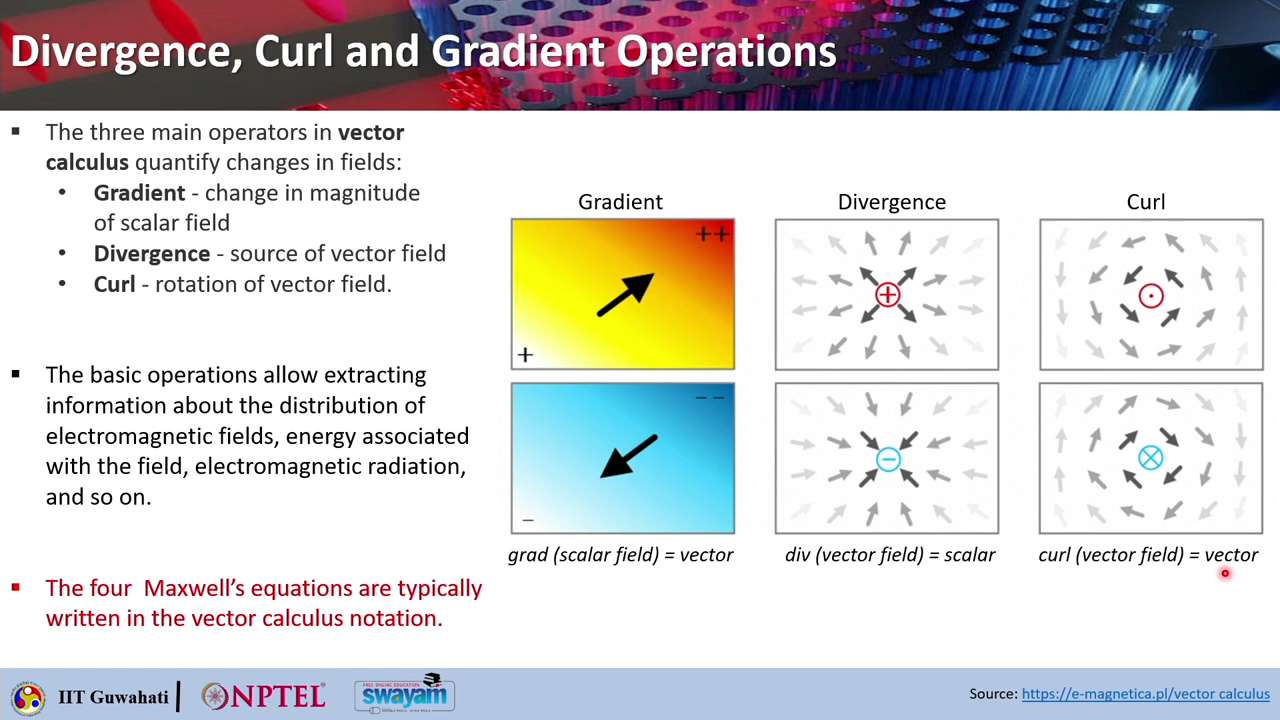 Divergence, Curl and Gradient Operations
▪ The three main operators in vector
calculus quantify changes in fields:
• Gradient - change in magnitude
of scalar field
• Divergence - source of vector field
• Curl - rotation of vector field.
▪ The basic operations allow extracting
information about the distribution of
electromagnetic fields, energy associated
with the field, electromagnetic radiation,
and so on.
▪ The four Maxwell's equations are typically
written in the vector calculus notation.
Gradient Divergence Curl
++
+
− −
−
grad (scalar field) = vector div (vector field) = scalar curl (vector field) = vector
IIT Guwahati NPTEL FREE ONLINE EDUCATION swayam
Source: https://e-magnetica.pl/vector calculus